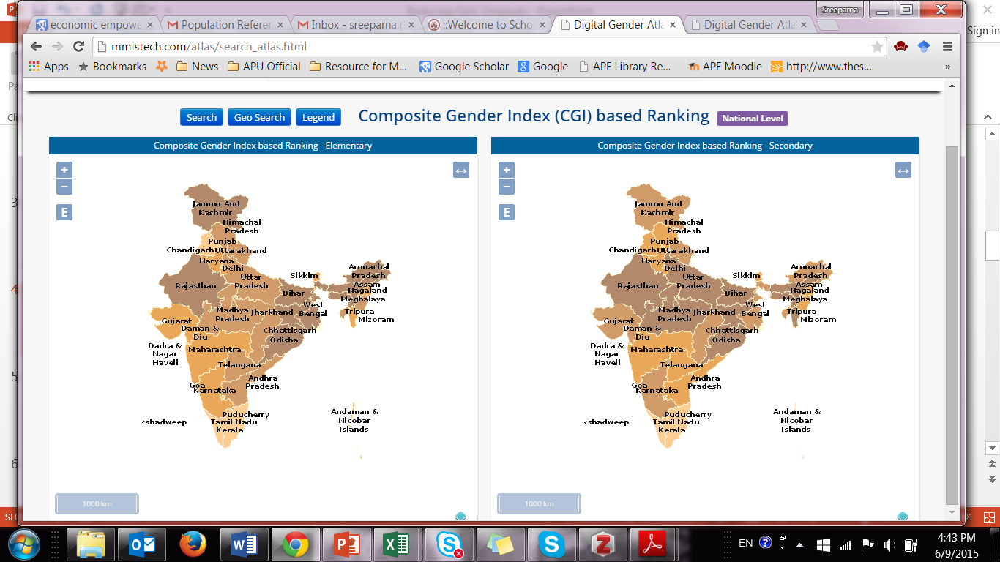 Sreeparna
economic empowe
Population Referen
Inbox - sreeparna.g
::Welcome to Scho
Digital Gender Atla
Digital Gender Atla
Sign in
mmistech.com/atlas/search_atlas.html
Apps
Bookmarks
News
APU Official
Resource for M...
Google Scholar
Google
APF Library Re...
APF Moodle
http://www.thes...
»
Search
Geo Search
Legend
Composite Gender Index (CGI) based Ranking
National Level
Composite Gender Index based Ranking - Elementary
+
−
E
Jammu And
Kashmir
Himachal
Pradesh
Punjab
Chandigarh
Uttarakhand
Haryana
Delhi
Rajasthan
Uttar
Pradesh
Sikkim
Arunachal
Pradesh
Assam
Nagaland
Meghalaya
Bihar
West
Bengal
Tripura
Mizoram
Madhya
Pradesh
Jharkhand
Gujarat
Daman &
Diu
Chhattisgarh
Odisha
Dadra &
Nagar
Haveli
Maharashtra
Telangana
Andhra
Pradesh
Goa
Karnataka
Puducherry
Tamil Nadu
Kerala
kshadweep
Andaman &
Nicobar
Islands
1000 km
Composite Gender Index based Ranking - Secondary
+
−
E
Jammu And
Kashmir
Himachal
Pradesh
Punjab
Chandigarh
Uttarakhand
Haryana
Delhi
Rajasthan
Uttar
Pradesh
Sikkim
Arunachal
Pradesh
Assam
Nagaland
Meghalaya
Bihar
West
Bengal
Tripura
Mizoram
Madhya
Pradesh
Jharkhand
Gujarat
Daman &
Diu
Chhattisgarh
Odisha
Dadra &
Nagar
Haveli
Maharashtra
Telangana
Andhra
Pradesh
Goa
Karnataka
Puducherry
Tamil Nadu
Kerala
kshadweep
Andaman &
Nicobar
Islands
1000 km
3
4
5
6
%
EN
4:43 PM
6/9/2015